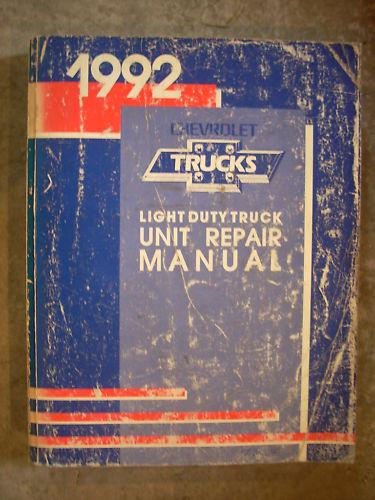 1992
CHEVROLET
TRUCKS
LIGHT DUTY TRUCK
UNIT REPAIR
MANUAL